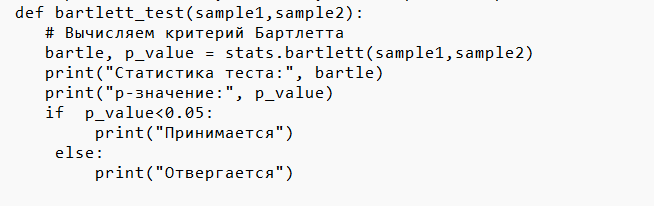 def bartlett_test(sample1,sample2):
   # Вычисляем критерий Бартлетта
   bartle, p_value = stats.bartlett(sample1,sample2)
   print("Статистика теста:", bartle)
   print("p-значение:", p_value)
   if  p_value<0.05:
        print("Принимается")
    else:
        print("Отвергается")